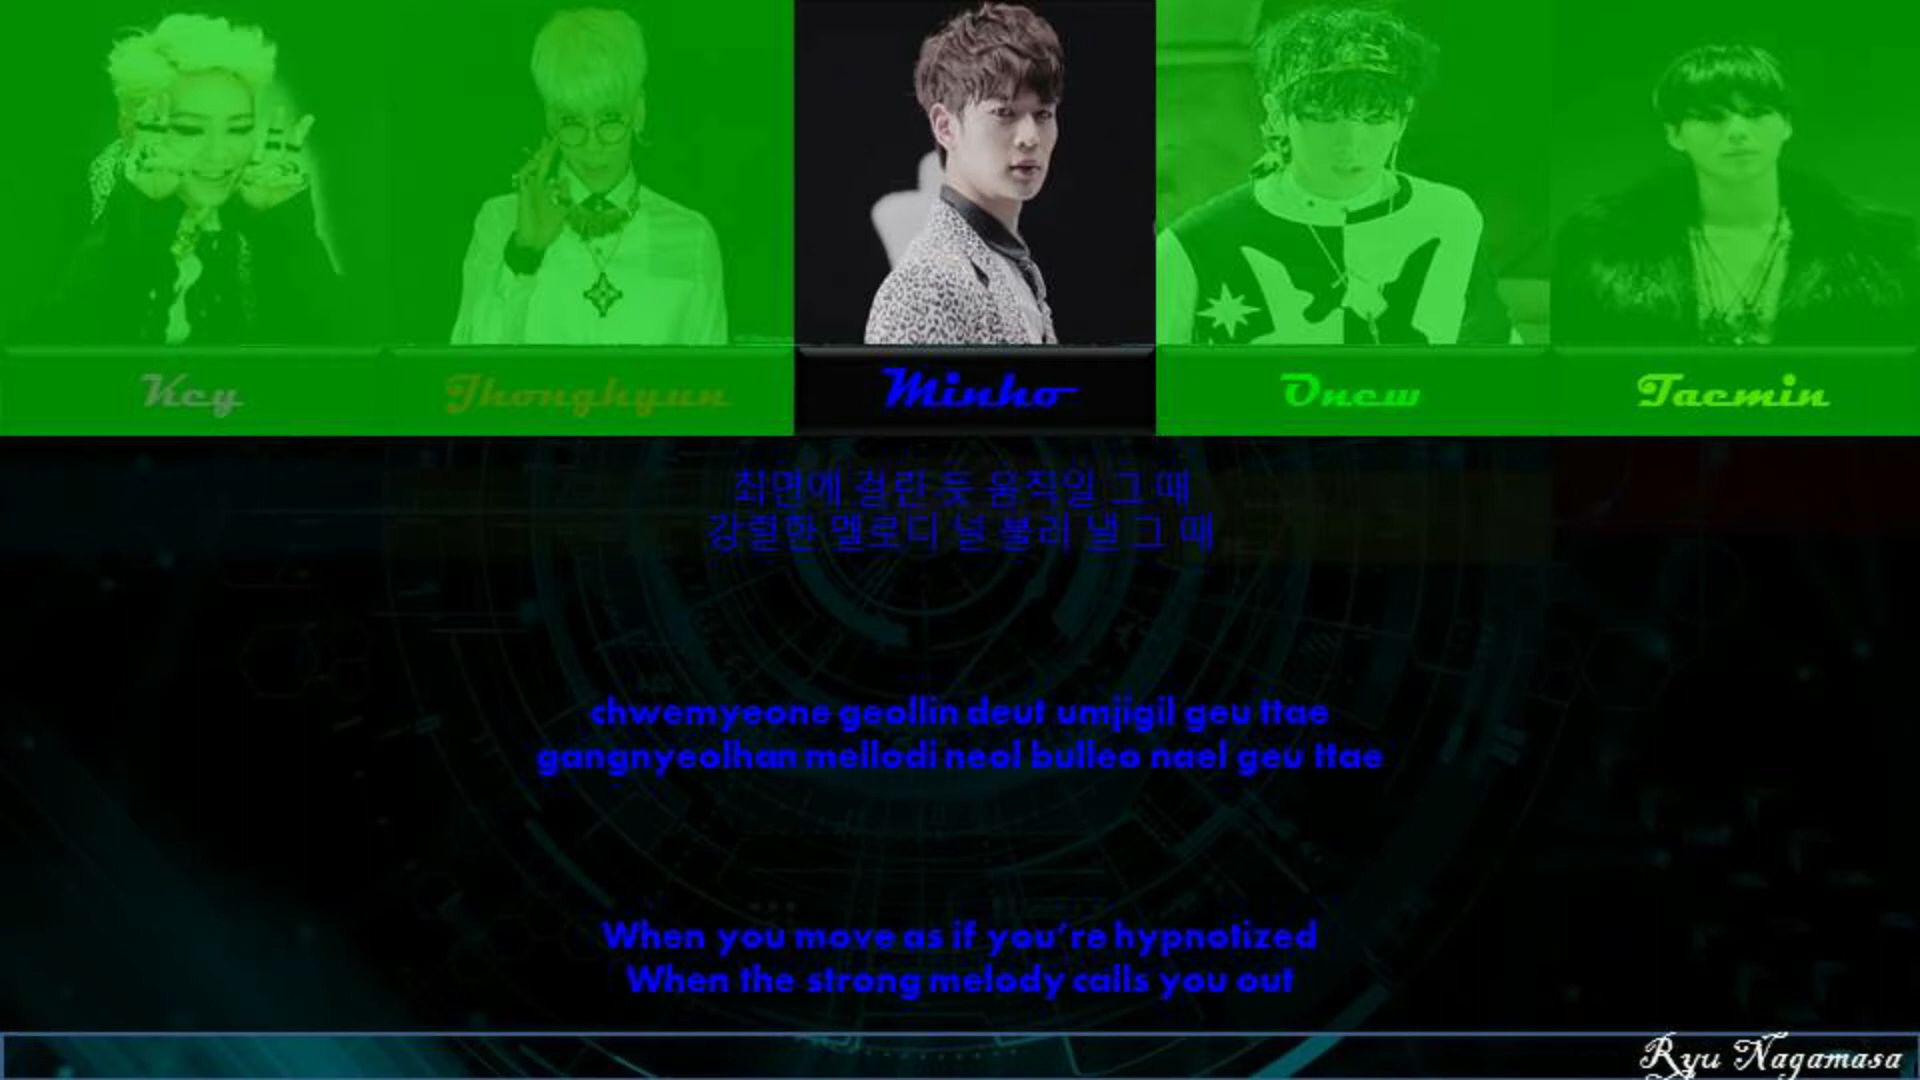 Key
Jhonghyun
Minho
Onew
Taemin
최면에 걸린 듯 움직일 그 때
강렬한 멜로디 널 불러 낼 그 때
chwemyeone geollin deut umjigil geu ttae
gangnyeolhan mellodi neol bulleo nael geu ttae
When you move as if you're hypnotized
When the strong melody calls you out
Ryu Nagamasa